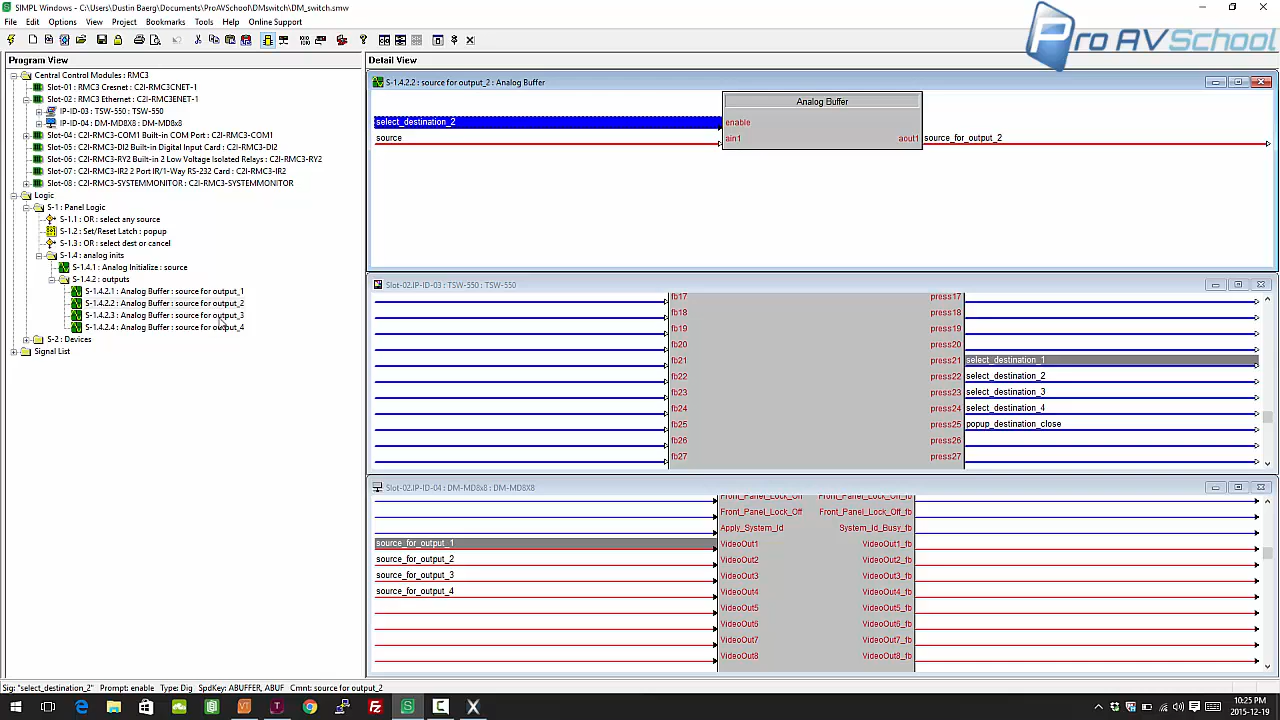 SIMPL Windows - C:\Users\Dustin Baerg\Documents\ProAVSchool\DMswitch\DM_switch.smw
File Edit Options View Project Bookmarks Tools Help Online Support
Pro AVSchool
Program View
Central Control Modules : RMC3
Slot-01 : RMC3 Cresnet : C2I-RMC3CNET-1
Slot-02 : RMC3 Ethernet : C2I-RMC3ENET-1
IP-ID-03 : TSW-550 : TSW-550
IP-ID-04 : DM-MD8X8 : DM-MD8x8
Slot-04 : C2I-RMC3-COM1 Built-in COM Port : C2I-RMC3-COM1
Slot-05 : C2I-RMC3-DI2 Built-in Digital Input Card : C2I-RMC3-DI2
Slot-06 : C2I-RMC3-RY2 Built-in 2 Low Voltage Isolated Relays : C2I-RMC3-RY2
Slot-07 : C2I-RMC3-IR2 2 Port IR/1-Way RS-232 Card : C2I-RMC3-IR2
Slot-08 : C2I-RMC3-SYSTEMMONITOR : C2I-RMC3-SYSTEMMONITOR
Logic
S-1 : Panel Logic
S-1.1 : OR : select any source
S-1.2 : Set/Reset Latch : popup
S-1.3 : OR : select dest or cancel
S-1.4 : analog inits
S-1.4.1 : Analog Initialize : source
S-1.4.2 : outputs
S-1.4.2.1 : Analog Buffer : source for output_1
S-1.4.2.2 : Analog Buffer : source for output_2
S-1.4.2.3 : Analog Buffer : source for output_3
S-1.4.2.4 : Analog Buffer : source for output_4
S-2 : Devices
Signal List
Detail View
S-1.4.2.2 : source for output_2 : Analog Buffer
Analog Buffer
select_destination_2 enable
source ain1 aout1 source_for_output_2
Slot-02.IP-ID-03 : TSW-550 : TSW-550
fb17 press17
fb18 press18
fb19 press19
fb20 press20
fb21 press21 select_destination_1
fb22 press22 select_destination_2
fb23 press23 select_destination_3
fb24 press24 select_destination_4
fb25 press25 popup_destination_close
fb26 press26
fb27 press27
Slot-02.IP-ID-04 : DM-MD8x8 : DM-MD8X8
Front_Panel_Lock_On Front_Panel_Lock_On_fb
Front_Panel_Lock_Off Front_Panel_Lock_Off_fb
Apply_System_Id System_Id_Busy_fb
source_for_output_1 VideoOut1 VideoOut1_fb
source_for_output_2 VideoOut2 VideoOut2_fb
source_for_output_3 VideoOut3 VideoOut3_fb
source_for_output_4 VideoOut4 VideoOut4_fb
VideoOut5 VideoOut5_fb
VideoOut6 VideoOut6_fb
VideoOut7 VideoOut7_fb
VideoOut8 VideoOut8_fb
Sig: "select_destination_2" Prompt: enable Type: Dig SpdKey: ABUFFER, ABUF Cmnt: source for output_2
10:25 PM
2015-12-19